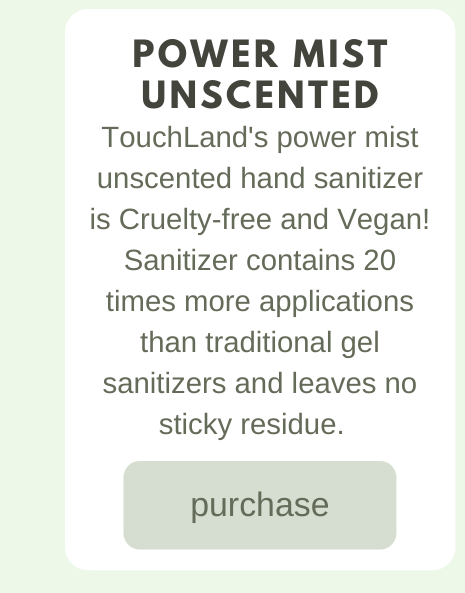 POWER MIST
UNSCENTED
TouchLand's power mist
unscented hand sanitizer
is Cruelty-free and Vegan!
Sanitizer contains 20
times more applications
than traditional gel
sanitizers and leaves no
sticky residue.
purchase